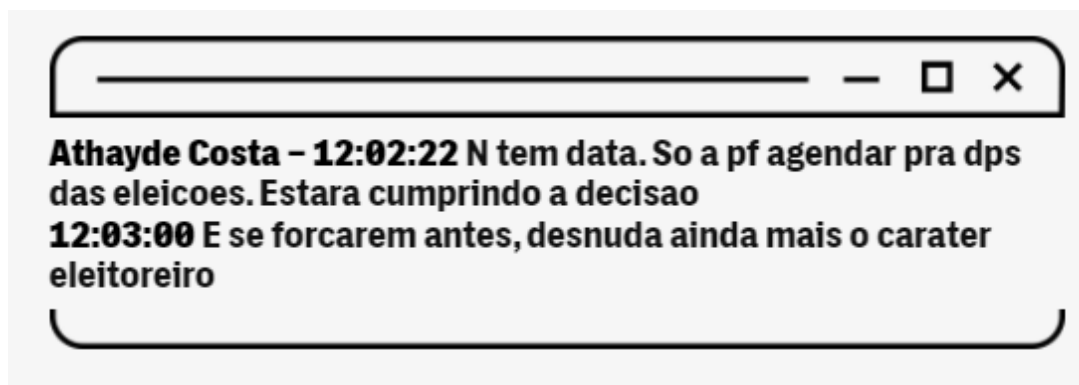 Athayde Costa – 12:02:22 N tem data. So a pf agendar pra dps
das eleicoes. Estara cumprindo a decisao
12:03:00 E se forcarem antes, desnuda ainda mais o carater
eleitoreiro